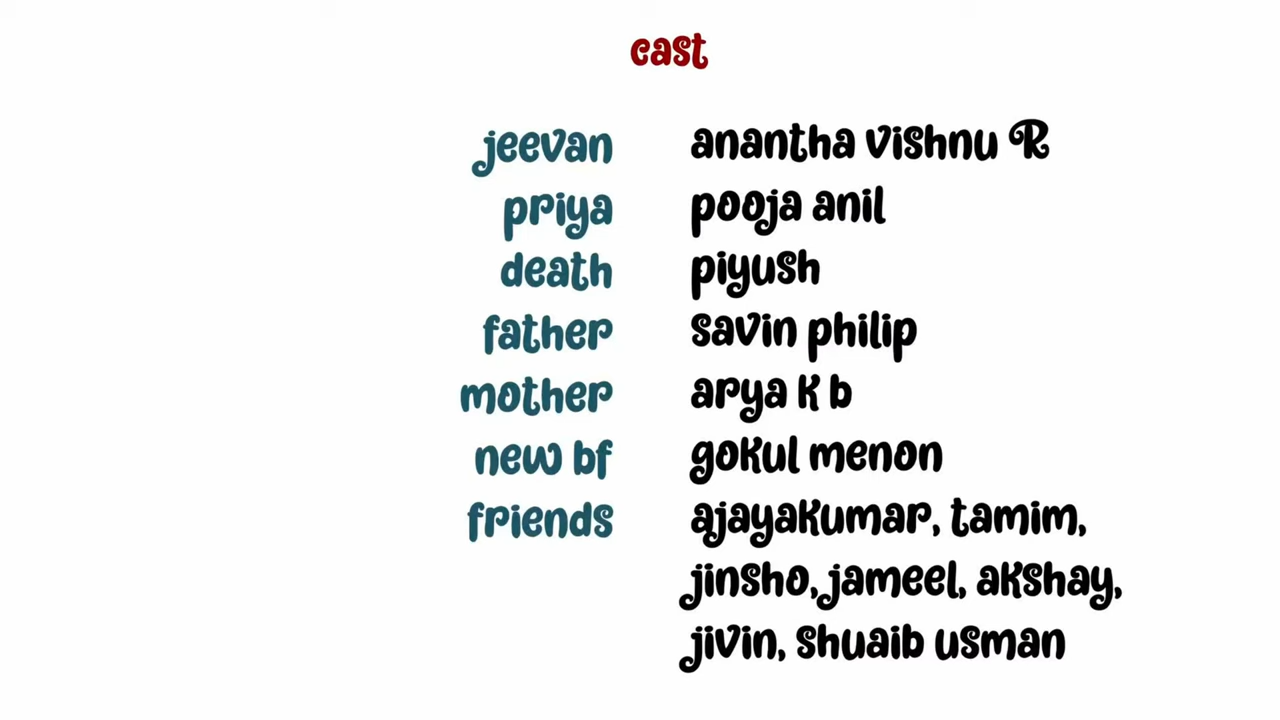 cast
jeevan anantha vishnu R
priya pooja anil
death piyush
father savin philip
mother arya k b
new bf gokul menon
friends ajayakumar, tamim,
jinsho, jameel, akshay,
jivin, shuaib usman